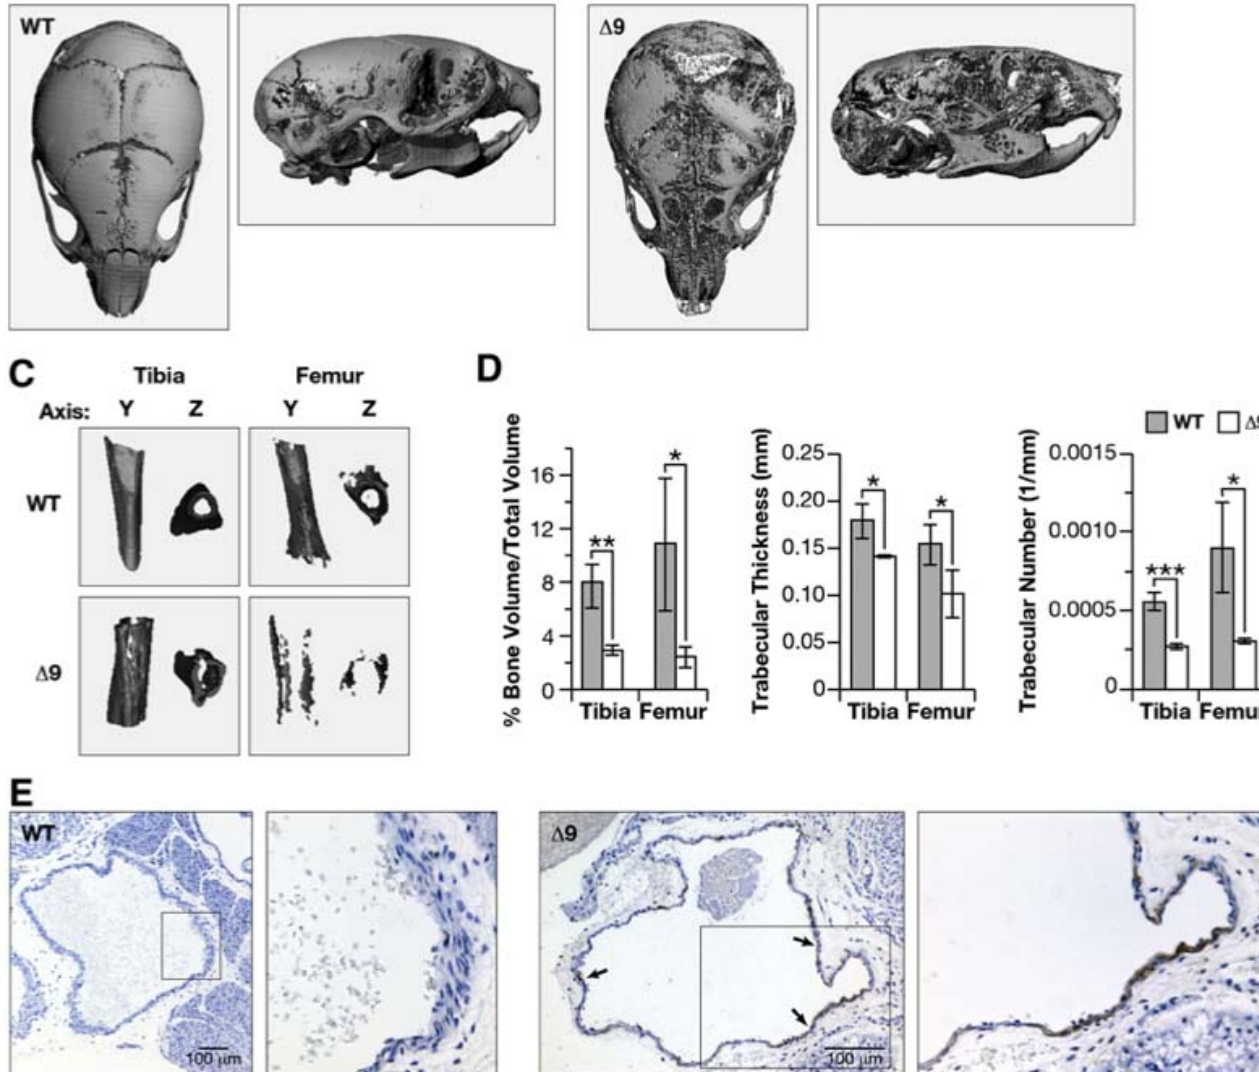 WT
Δ9
C
Tibia Femur
Axis: Y Z Y Z
WT
Δ9
D
% Bone Volume/Total Volume
16
12
8
4
0
** *
Tibia Femur
Trabecular Thickness (mm)
0.25
0.20
0.15
0.10
0.05
0
* *
Tibia Femur
WT Δ9
Trabecular Number (1/mm)
0.0015
0.0010
0.0005
0
*** *
Tibia Femur
E
WT
100 μm
Δ9
100 μm